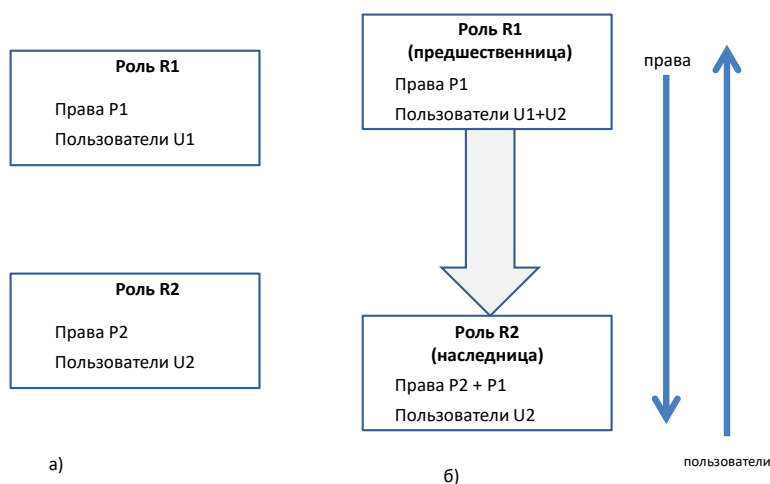 Роль R1
Права P1
Пользователи U1
Роль R2
Права P2
Пользователи U2
а)
Роль R1
(предшественница)
Права P1
Пользователи U1+U2
Роль R2
(наследница)
Права P2 + P1
Пользователи U2
б)
права
пользователи